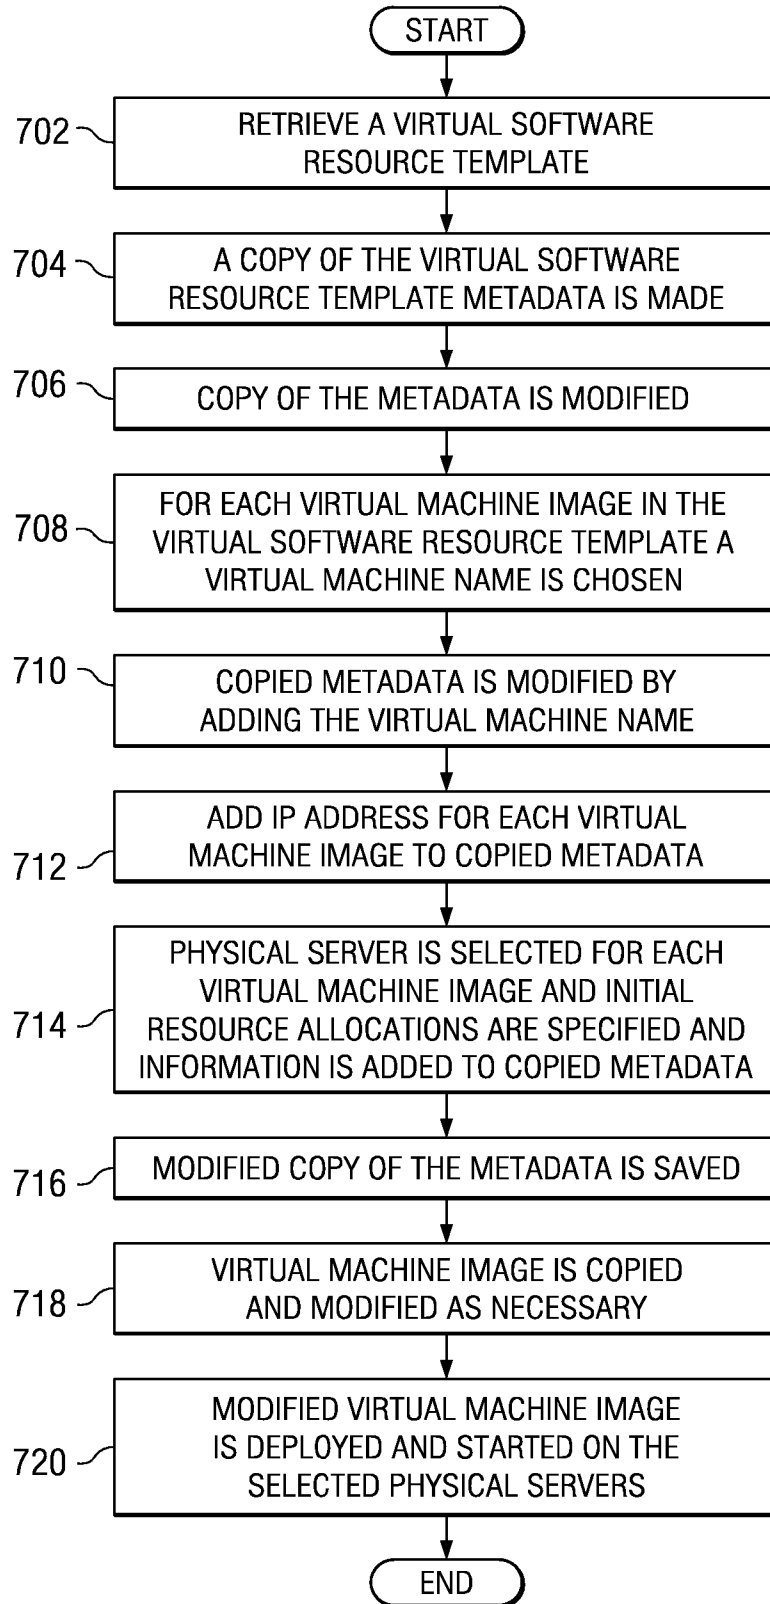 START
702
RETRIEVE A VIRTUAL SOFTWARE
RESOURCE TEMPLATE
704
A COPY OF THE VIRTUAL SOFTWARE
RESOURCE TEMPLATE METADATA IS MADE
706
COPY OF THE METADATA IS MODIFIED
708
FOR EACH VIRTUAL MACHINE IMAGE IN THE
VIRTUAL SOFTWARE RESOURCE TEMPLATE A
VIRTUAL MACHINE NAME IS CHOSEN
710
COPIED METADATA IS MODIFIED BY
ADDING THE VIRTUAL MACHINE NAME
712
ADD IP ADDRESS FOR EACH VIRTUAL
MACHINE IMAGE TO COPIED METADATA
714
PHYSICAL SERVER IS SELECTED FOR EACH
VIRTUAL MACHINE IMAGE AND INITIAL
RESOURCE ALLOCATIONS ARE SPECIFIED AND
INFORMATION IS ADDED TO COPIED METADATA
716
MODIFIED COPY OF THE METADATA IS SAVED
718
VIRTUAL MACHINE IMAGE IS COPIED
AND MODIFIED AS NECESSARY
720
MODIFIED VIRTUAL MACHINE IMAGE
IS DEPLOYED AND STARTED ON THE
SELECTED PHYSICAL SERVERS
END